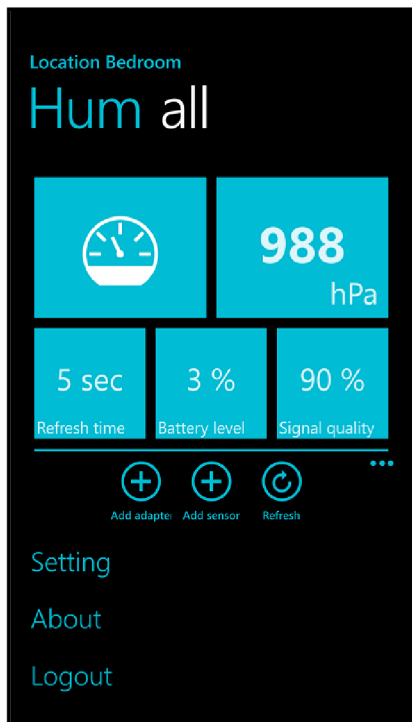 Location Bedroom
Hum all
988
hPa
5 sec
Refresh time
3 %
Battery level
90 %
Signal quality
Add adapter
Add sensor
Refresh
Setting
About
Logout